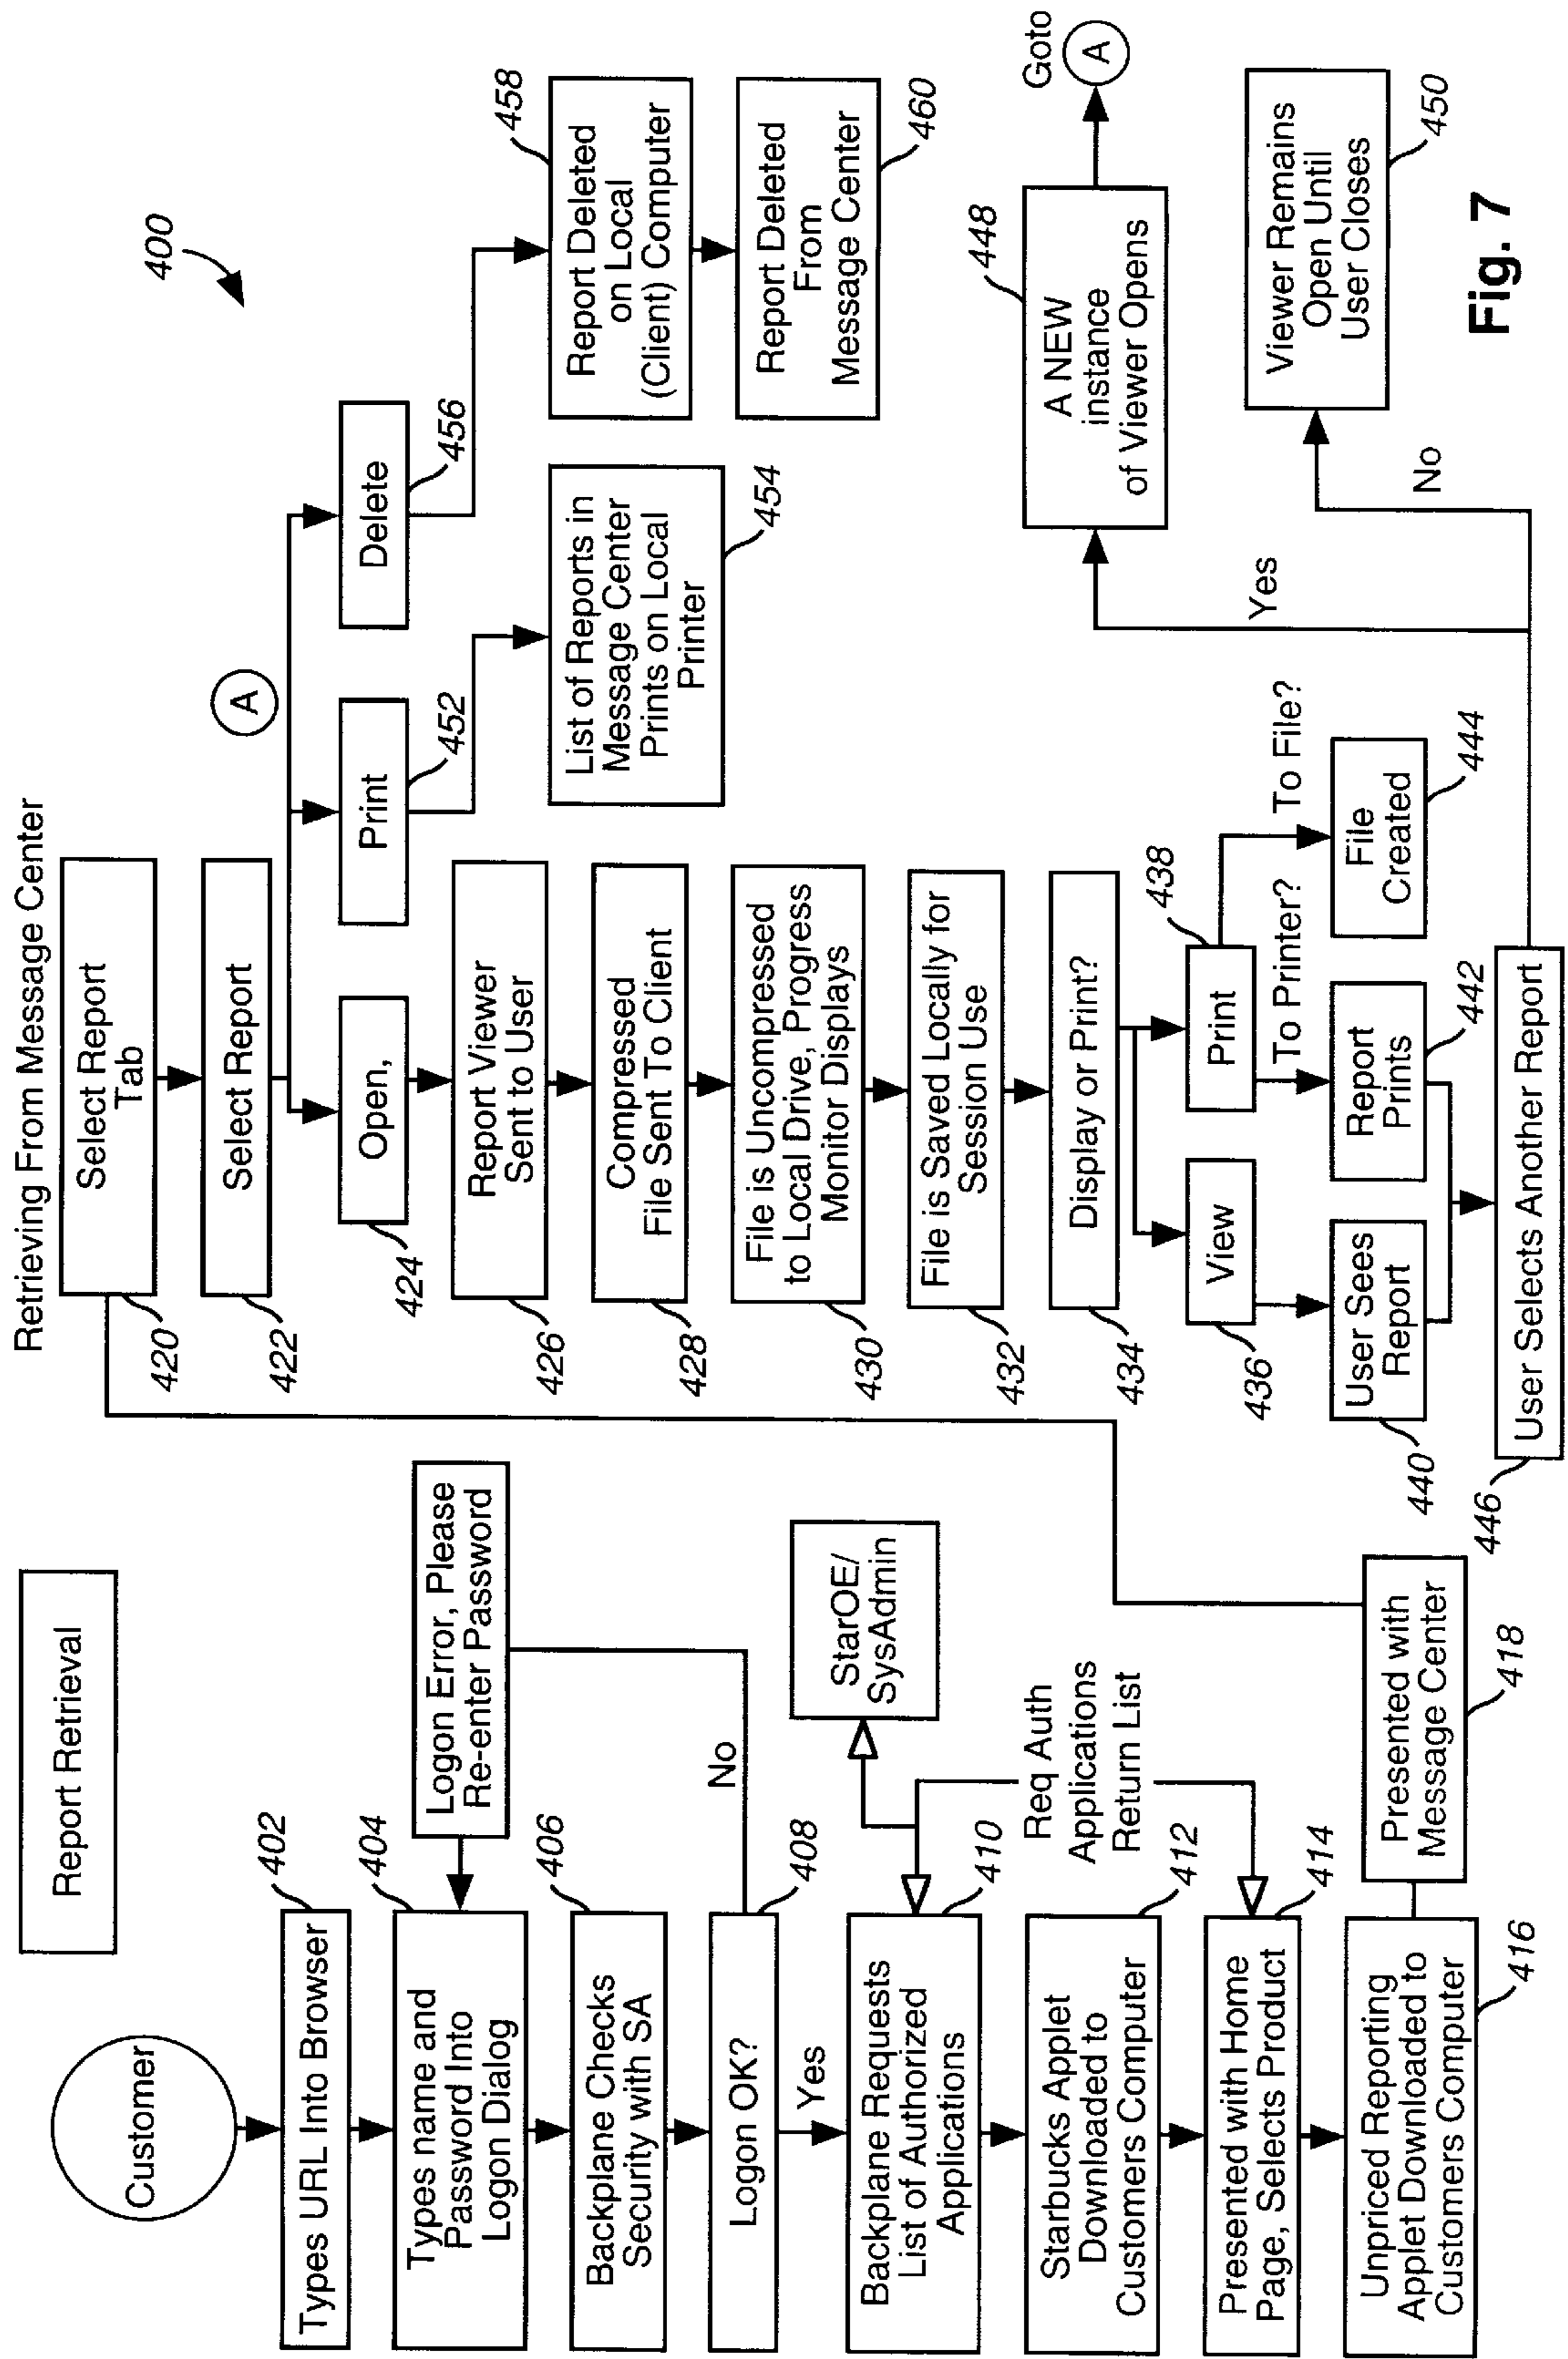 Report Retrieval
Customer
Types URL Into Browser
402
Types name and
Password Into
Logon Dialog
404
Logon Error, Please
Re-enter Password
Backplane Checks
Security with SA
406
Logon OK?
408
No
Yes
Backplane Requests
List of Authorized
Applications
410
StarOE/
SysAdmin
Req Auth
Applications
Return List
Starbucks Applet
Downloaded to
Customers Computer
412
Presented with Home
Page, Selects Product
414
Unpriced Reporting
Applet Downloaded to
Customers Computer
416
Presented with
Message Center
418
Retrieving From Message Center
Select Report
Tab
420
Select Report
422
A
400
Open,
424
Print
452
Delete
456
Report Viewer
Sent to User
426
List of Reports in
Message Center
Prints on Local
Printer
454
Report Deleted
on Local
(Client) Computer
458
Report Deleted
From
Message Center
460
Compressed
File Sent To Client
428
File is Uncompressed
to Local Drive, Progress
Monitor Displays
430
File is Saved Locally for
Session Use
432
Display or Print?
434
View
436
Print
438
To Printer?
To File?
User Sees
Report
440
Report
Prints
442
File
Created
444
User Selects Another Report
446
Yes
No
A NEW
instance
of Viewer Opens
448
Goto
A
Viewer Remains
Open Until
User Closes
450
Fig. 7